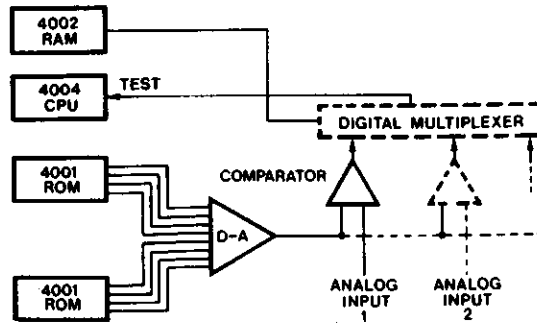 4002
RAM
4004
CPU
TEST
DIGITAL MULTIPLEXER
4001
ROM
COMPARATOR
D-A
4001
ROM
ANALOG
INPUT
1
ANALOG
INPUT
2